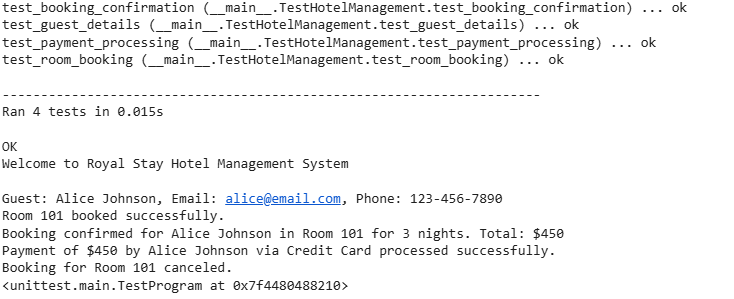 test_booking_confirmation (__main__.TestHotelManagement.test_booking_confirmation) ... ok
test_guest_details (__main__.TestHotelManagement.test_guest_details) ... ok
test_payment_processing (__main__.TestHotelManagement.test_payment_processing) ... ok
test_room_booking (__main__.TestHotelManagement.test_room_booking) ... ok
----------------------------------------------------------------------
Ran 4 tests in 0.015s
OK
Welcome to Royal Stay Hotel Management System
Guest: Alice Johnson, Email: alice@email.com, Phone: 123-456-7890
Room 101 booked successfully.
Booking confirmed for Alice Johnson in Room 101 for 3 nights. Total: $450
Payment of $450 by Alice Johnson via Credit Card processed successfully.
Booking for Room 101 canceled.
<unittest.main.TestProgram at 0x7f4480488210>